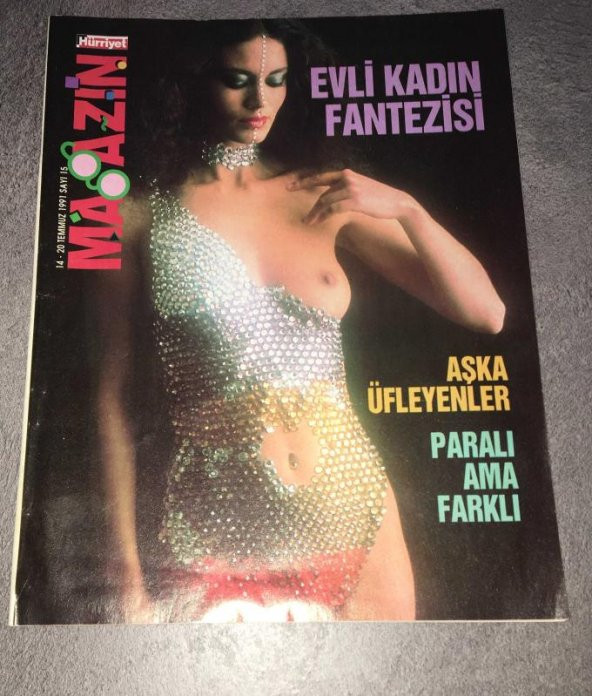 Hürriyet
MAGAZİN
14 - 20 TEMMUZ 1991 SAYI 15
EVLİ KADIN
FANTEZİSİ
AŞKA
ÜFLEYENLER
PARALI
AMA
FARKLI